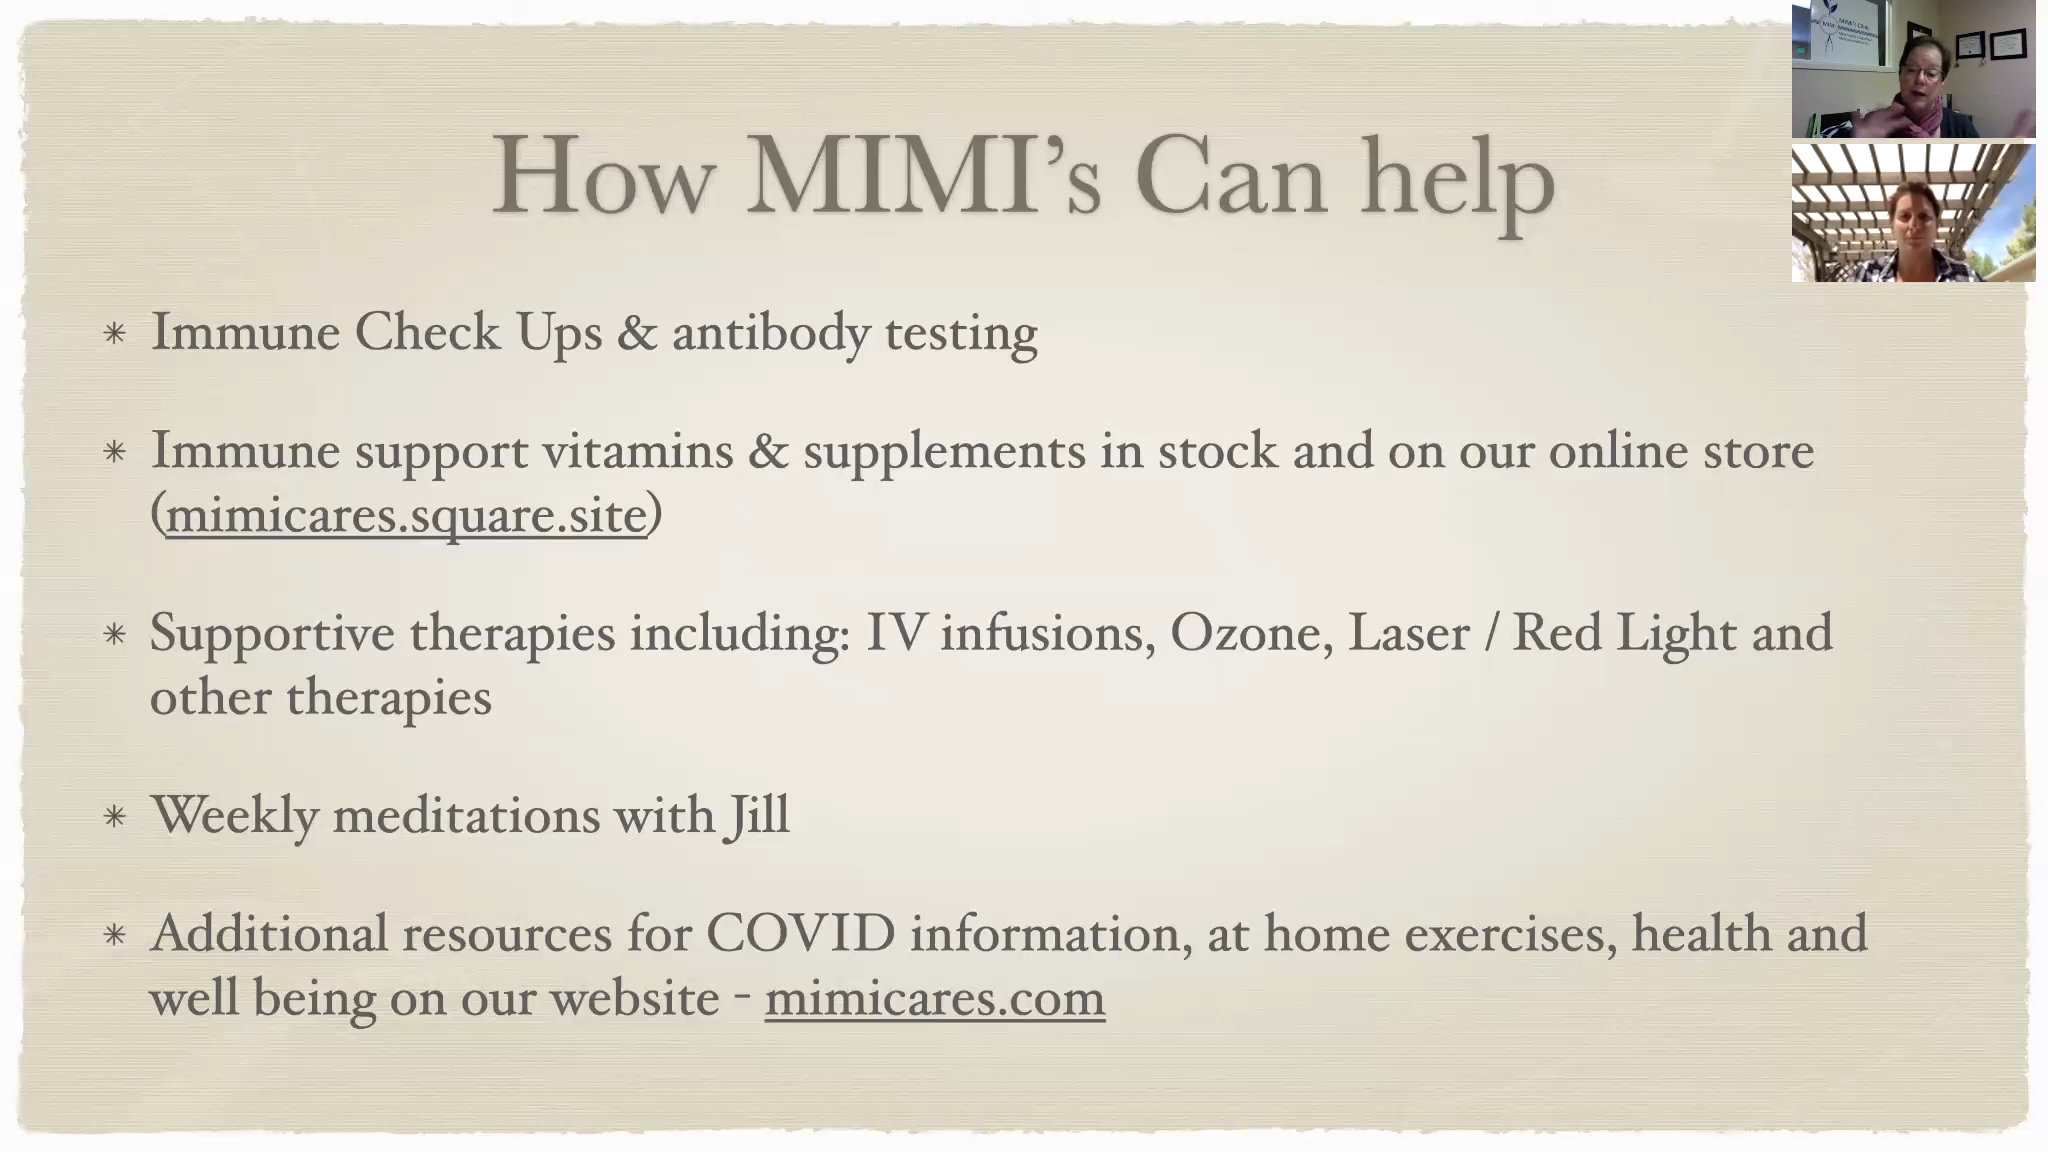 How MIMI's Can help
Immune Check Ups & antibody testing
Immune support vitamins & supplements in stock and on our online store
(mimicares.square.site)
Supportive therapies including: IV infusions, Ozone, Laser / Red Light and
other therapies
Weekly meditations with Jill
Additional resources for COVID information, at home exercises, health and
well being on our website - mimicares.com
MIMI's Clinic